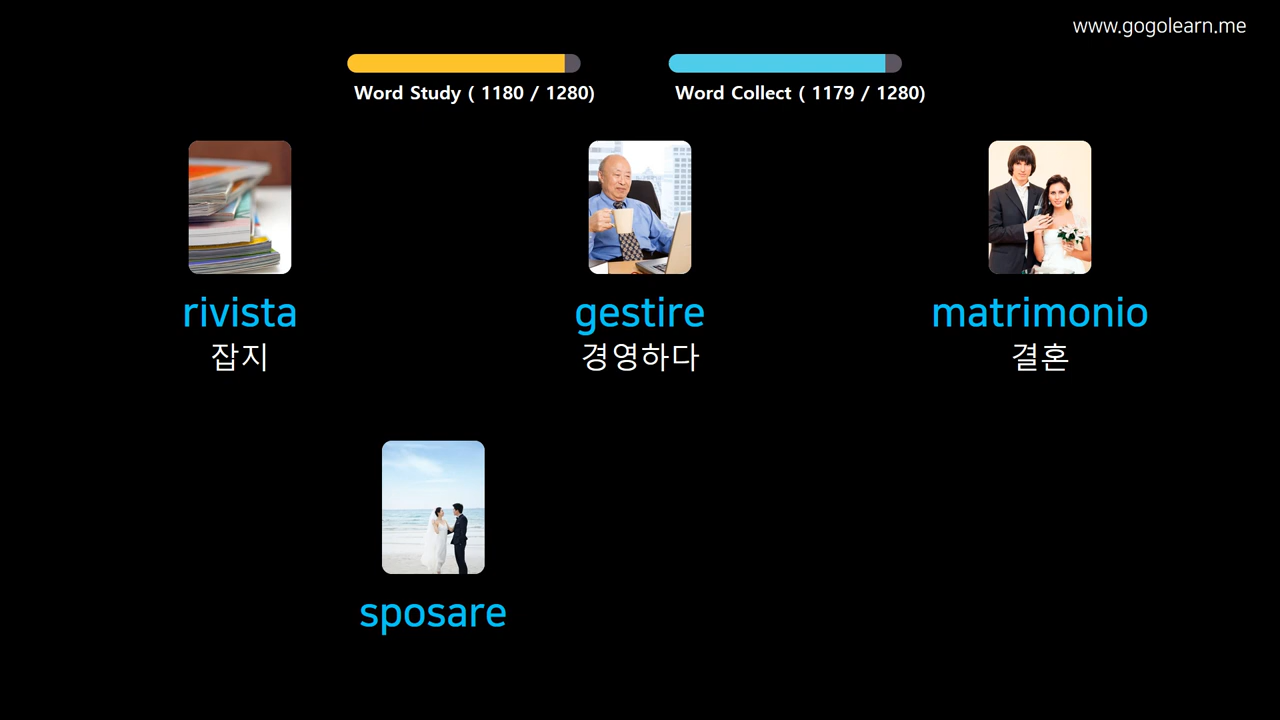 www.gogolearn.me
Word Study ( 1180 / 1280)
Word Collect ( 1179 / 1280)
rivista
잡지
gestire
경영하다
matrimonio
결혼
sposare